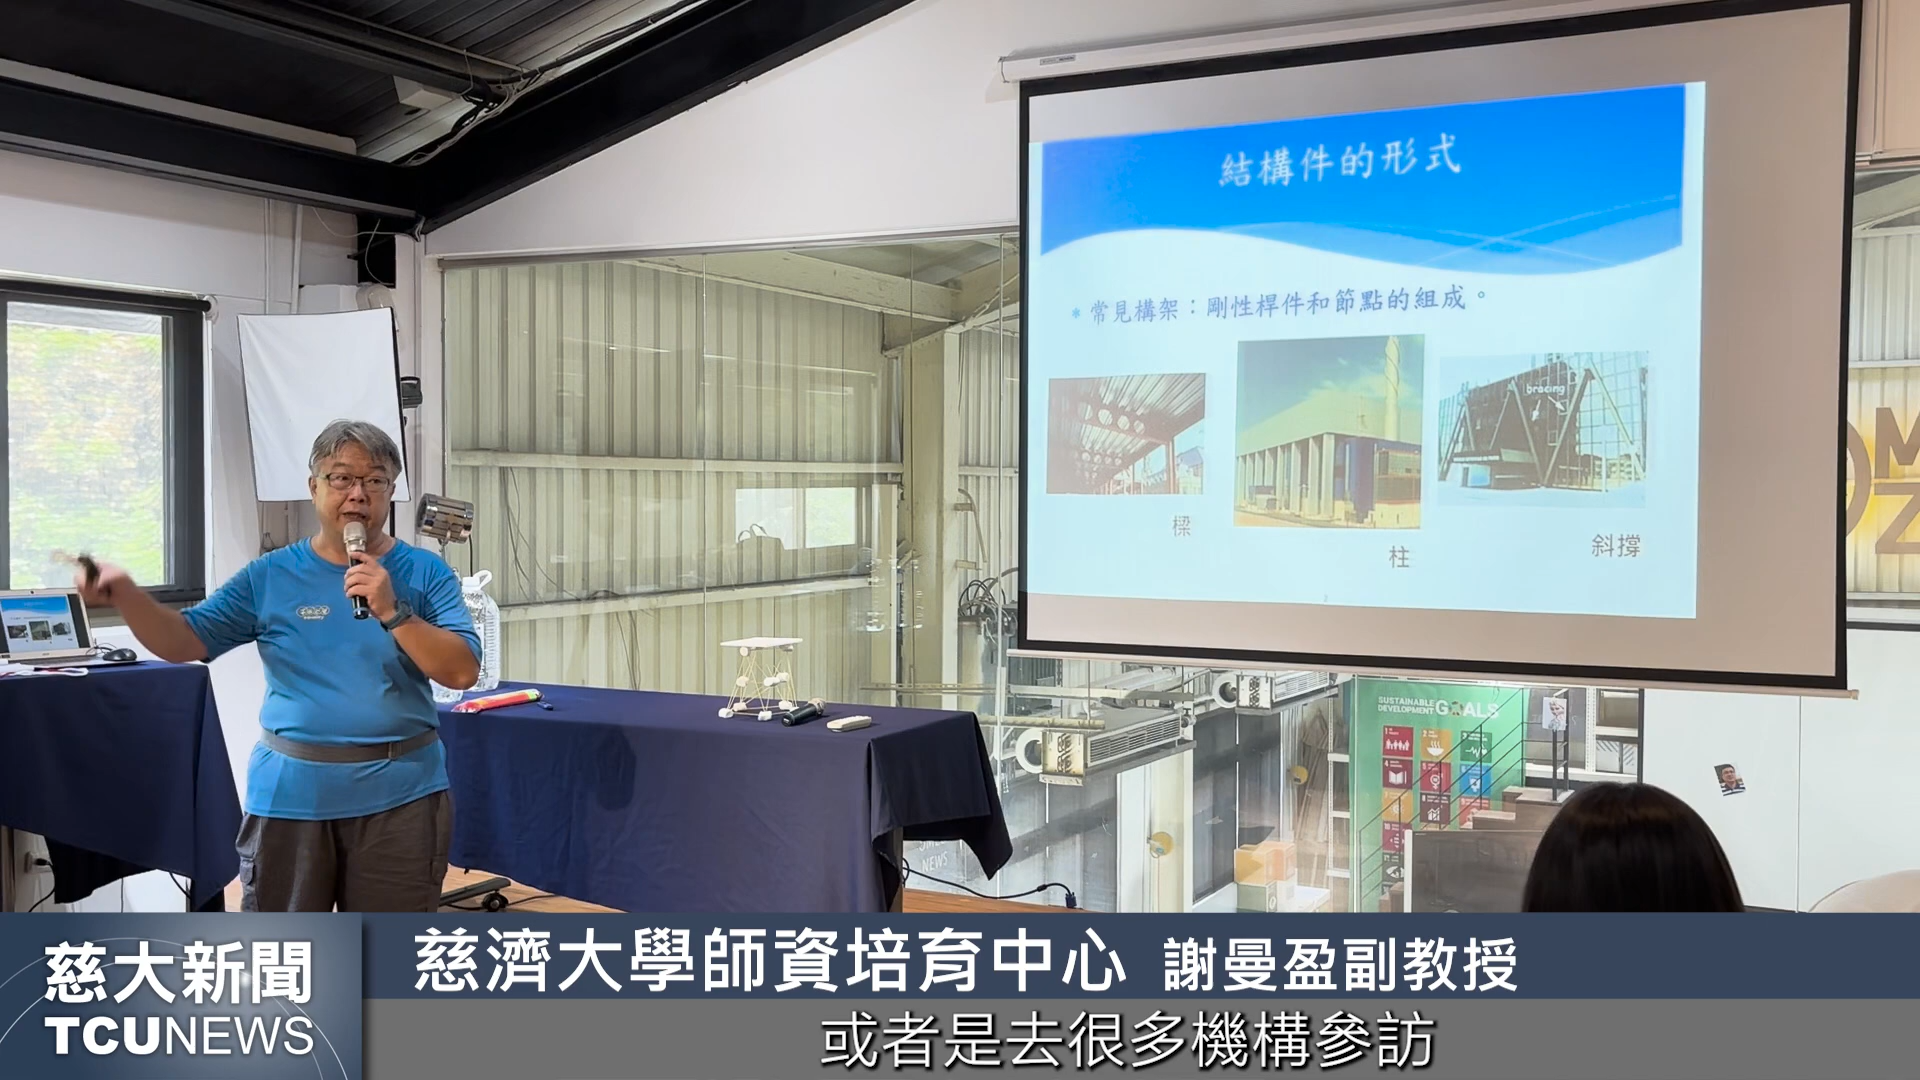 結構件的形式
* 常見構架：剛性桿件和節點的組成。
bracing
樑
柱
斜撐
SUSTAINABLE
DEVELOPMENT GOALS
NEWS
慈大新聞
TCUNEWS
慈濟大學師資培育中心 謝曼盈副教授
或者是去很多機構參訪